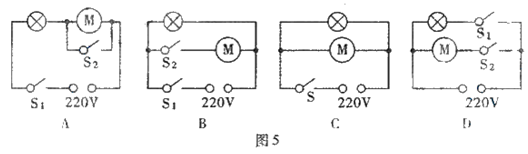 M M M M S₁
S₂ S₂ S₂
S₁ 220V S₁ 220V S 220V 220V
A B C D
图5